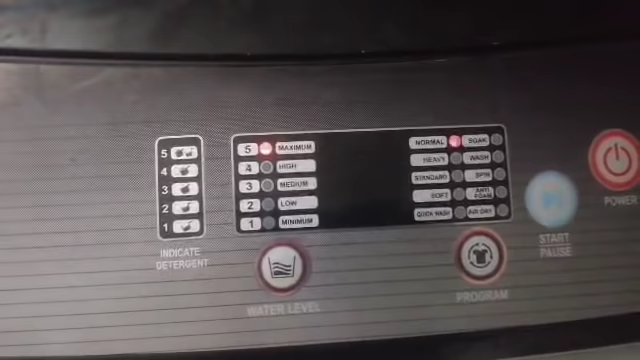 5
4
3
2
1
INDICATE
DETERGENT
5 MAXIMUM
4 HIGH
3 MEDIUM
2 LOW
1 MINIMUM
WATER LEVEL
NORMAL SOAK
HEAVY WASH
STANDARD SPIN
SOFT ANTI FOAM
QUICK WASH AIR DRY
PROGRAM
START
PAUSE
POWER